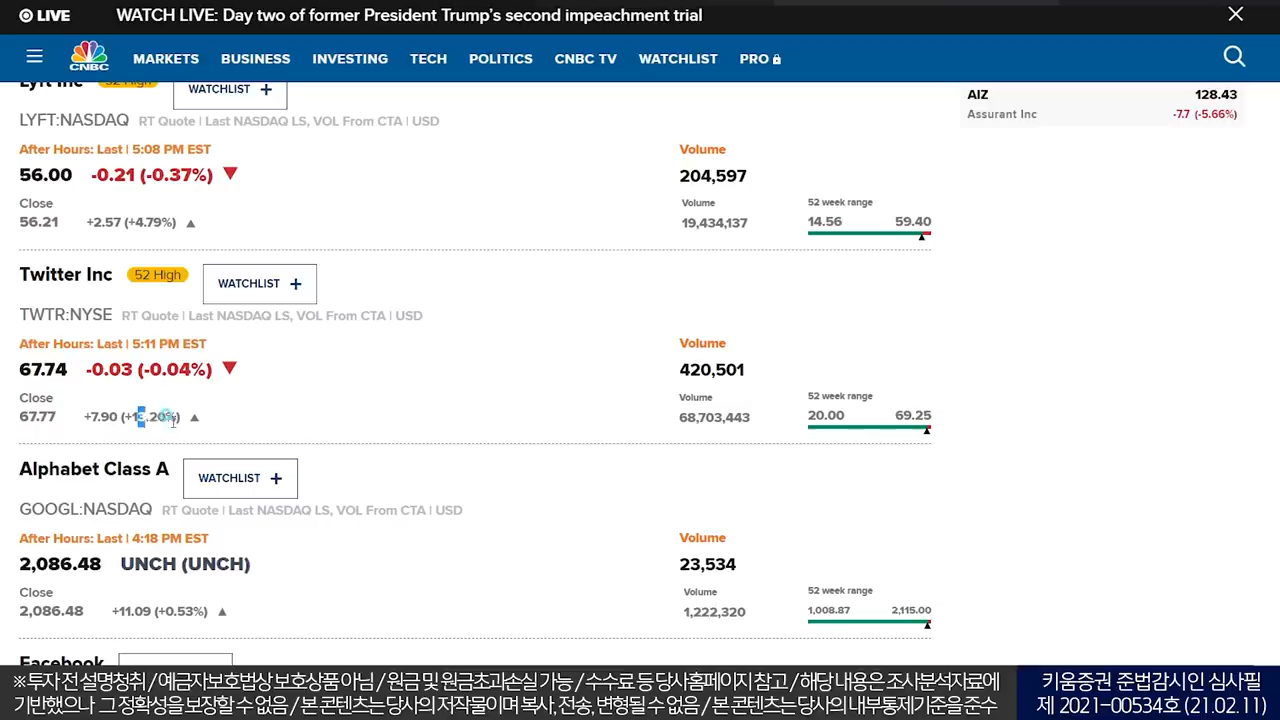 LIVE WATCH LIVE: Day two of former President Trump's second impeachment trial
CNBC MARKETS BUSINESS INVESTING TECH POLITICS CNBC TV WATCHLIST PRO
Lyft Inc 52 High WATCHLIST +
AIZ 128.43
Assurant Inc -7.7 (-5.66%)
LYFT:NASDAQ RT Quote | Last NASDAQ LS, VOL From CTA | USD
After Hours: Last | 5:08 PM EST Volume
56.00 -0.21 (-0.37%) 204,597
Close Volume 52 week range
56.21 +2.57 (+4.79%) 19,434,137 14.56 59.40
Twitter Inc 52 High WATCHLIST +
TWTR:NYSE RT Quote | Last NASDAQ LS, VOL From CTA | USD
After Hours: Last | 5:11 PM EST Volume
67.74 -0.03 (-0.04%) 420,501
Close Volume 52 week range
67.77 +7.90 (+13.20%) 68,703,443 20.00 69.25
Alphabet Class A WATCHLIST +
GOOGL:NASDAQ RT Quote | Last NASDAQ LS, VOL From CTA | USD
After Hours: Last | 4:18 PM EST Volume
2,086.48 UNCH (UNCH) 23,534
Close Volume 52 week range
2,086.48 +11.09 (+0.53%) 1,222,320 1,008.87 2,115.00
Facebook
※투자 전 설명청취 / 예금자보호법상 보호상품 아님 / 원금 및 원금초과손실 가능 / 수수료 등 당사홈페이지 참고 / 해당 내용은 조사분석자료에
기반했으나 그 정확성을 보장할 수 없음 / 본 콘텐츠는 당사의 저작물이며 복사, 전송, 변형될 수 없음 / 본 콘텐츠는 당사의 내부통제기준을 준수
키움증권 준법감시인 심사필
제 2021-00534호 (21.02.11)